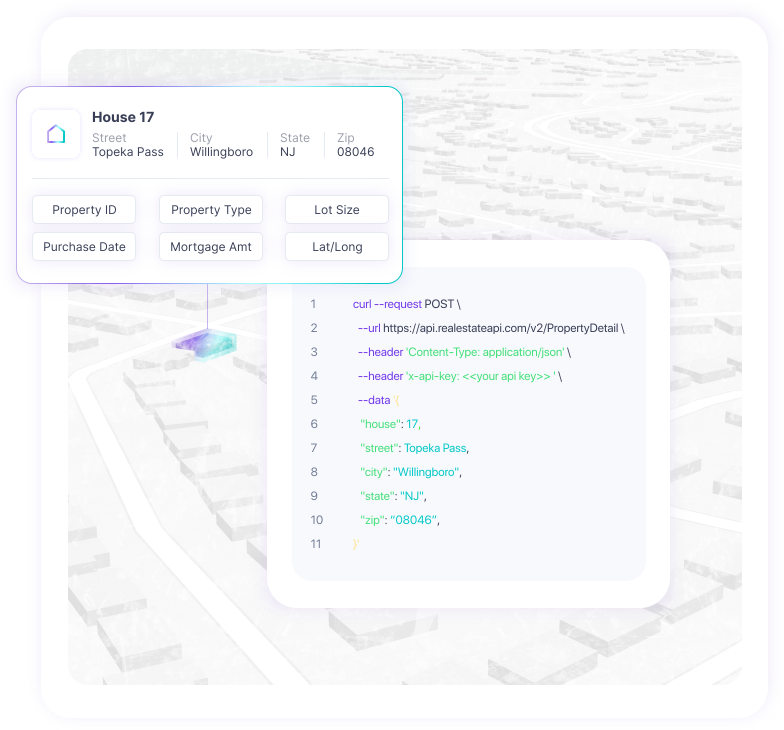 House 17
Street City State Zip
Topeka Pass Willingboro NJ 08046
Property ID Property Type Lot Size
Purchase Date Mortgage Amt Lat/Long
1 curl --request POST \
2 --url https://api.realestateapi.com/v2/PropertyDetail \
3 --header 'Content-Type: application/json' \
4 --header 'x-api-key: <<your api key>> ' \
5 --data '{
6 "house": 17,
7 "street": Topeka Pass,
8 "city": "Willingboro",
9 "state": "NJ",
10 "zip": "08046",
11 }'